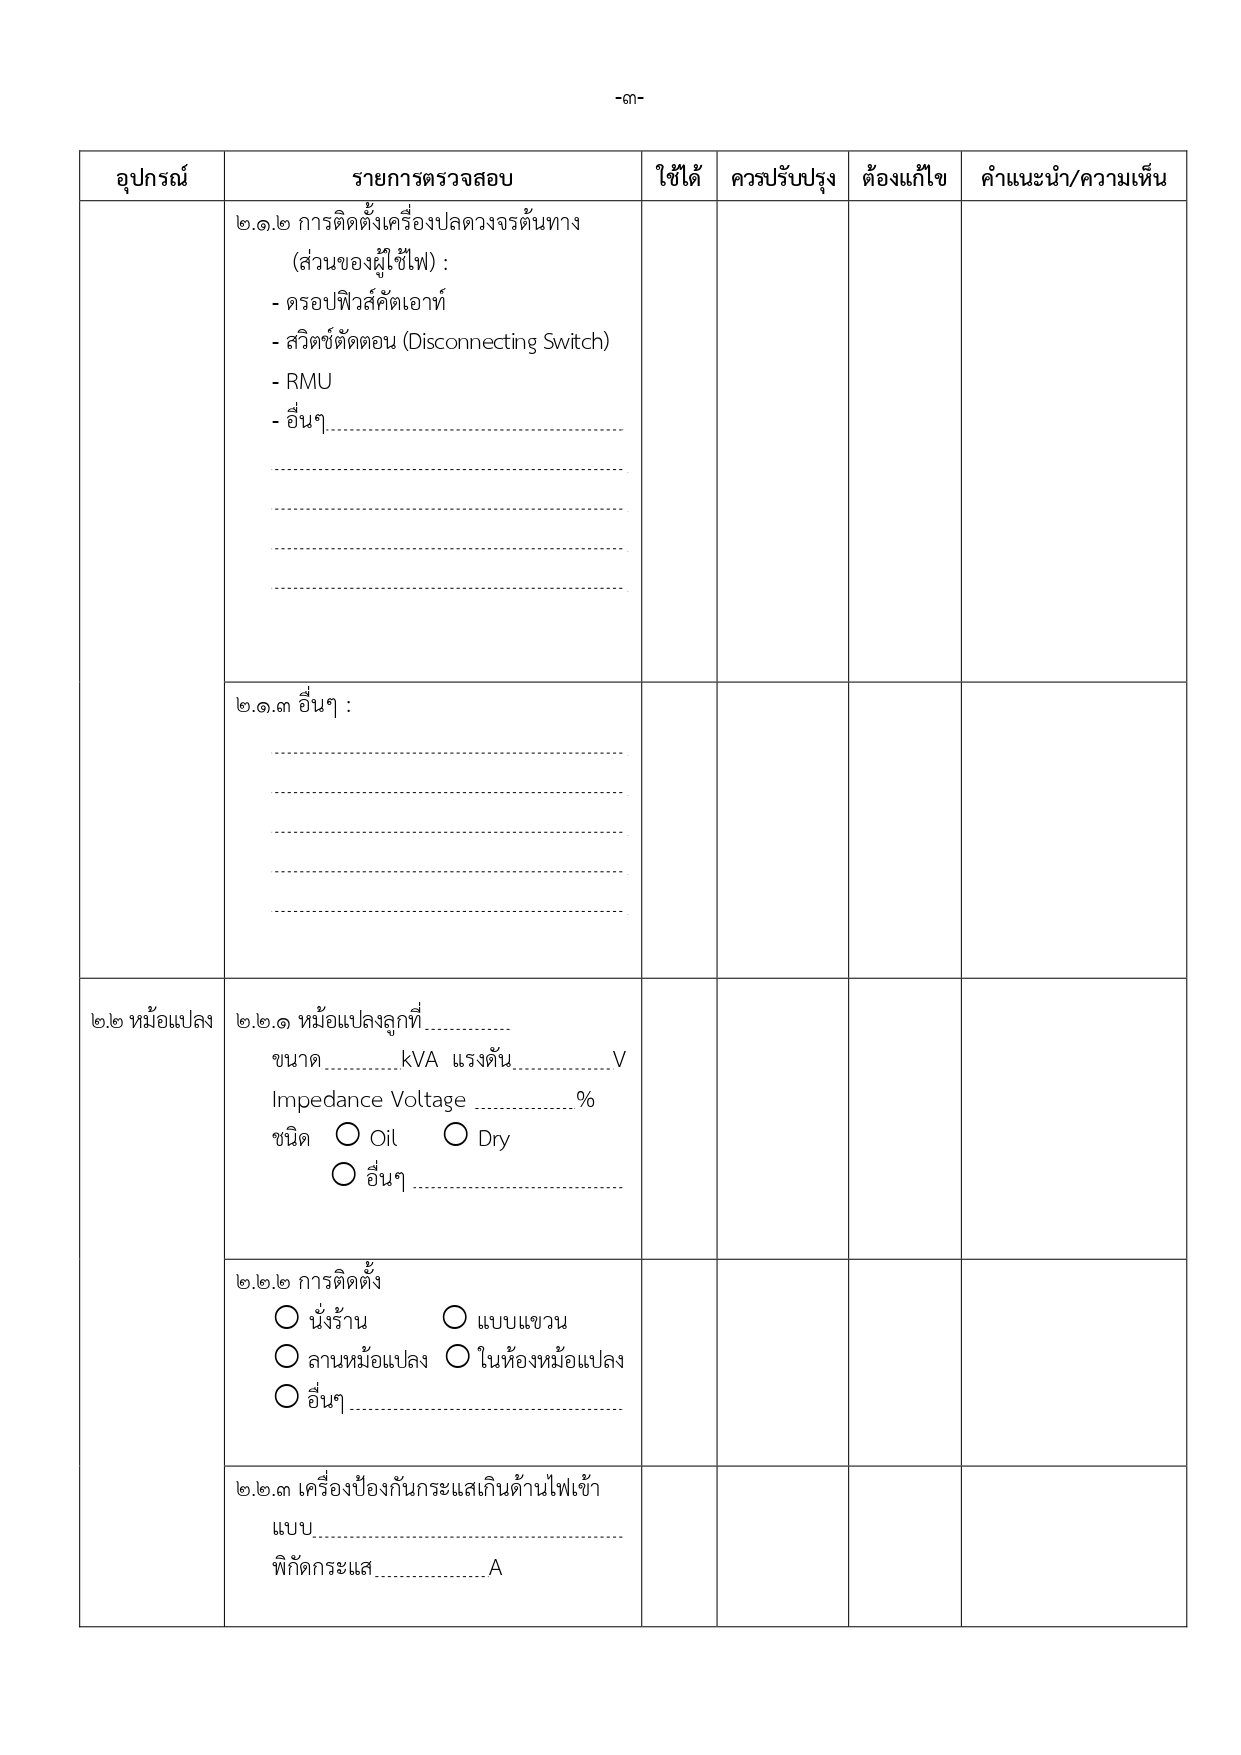 -๓-
อุปกรณ์ รายการตรวจสอบ ใช้ได้ ควรปรับปรุง ต้องแก้ไข คำแนะนำ/ความเห็น
๒.๑.๒ การติดตั้งเครื่องปลดวงจรต้นทาง
(ส่วนของผู้ใช้ไฟ) :
- ดรอปฟิวส์คัตเอาท์
- สวิตช์ตัดตอน (Disconnecting Switch)
- RMU
- อื่นๆ
๒.๑.๓ อื่นๆ :
๒.๒ หม้อแปลง ๒.๒.๑ หม้อแปลงลูกที่
ขนาด kVA แรงดัน V
Impedance Voltage %
ชนิด ○ Oil ○ Dry
○ อื่นๆ
๒.๒.๒ การติดตั้ง
○ นั่งร้าน ○ แบบแขวน
○ ลานหม้อแปลง ○ ในห้องหม้อแปลง
○ อื่นๆ
๒.๒.๓ เครื่องป้องกันกระแสเกินด้านไฟเข้า
แบบ
พิกัดกระแส A